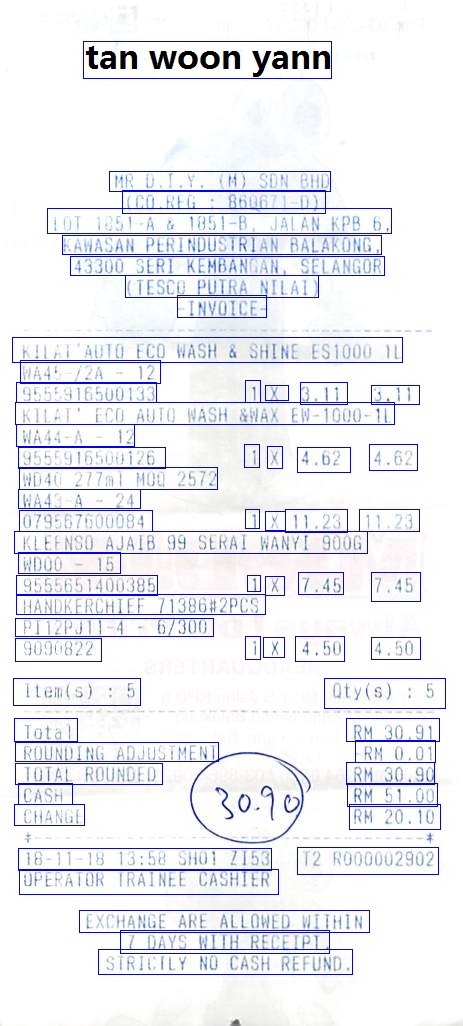 tan woon yann
MR D.I.Y. (M) SDN BHD
(CO.REG : 860671-D)
LOT 1851-A & 1851-B, JALAN KPB 6,
KAWASAN PERINDUSTRIAN BALAKONG,
43300 SERI KEMBANGAN, SELANGOR
(TESCO PUTRA NILAI)
-INVOICE-
KILAT'AUTO ECO WASH & SHINE ES1000 1L
WA45-/2A - 12
9555916500133 1 X 3.11 3.11
KILAT' ECO AUTO WASH &WAX EW-1000-1L
WA44-A - 12
9555916500126 1 X 4.62 4.62
WD40 277ml MOQ 2572
WA43-A - 24
079567600084 1 X 11.23 11.23
KLEENSO AJAIB 99 SERAI WANYI 900G
WD00 - 15
9555651400385 1 X 7.45 7.45
HANDKERCHIEF 71386#2PCS
PI12PJ11-4 6/300
9090822 1 X 4.50 4.50
Item(s) : 5 Qty(s) : 5
Total RM 30.91
ROUNDING ADJUSTMENT -RM 0.01
TOTAL ROUNDED RM 30.90
CASH RM 51.00
CHANGE RM 20.10
30.90
*--------------------------------------*
18-11-18 13:58 SH01 ZI53 T2 R000002902
OPERATOR TRAINEE CASHIER
EXCHANGE ARE ALLOWED WITHIN
7 DAYS WITH RECEIPT.
STRICTLY NO CASH REFUND.